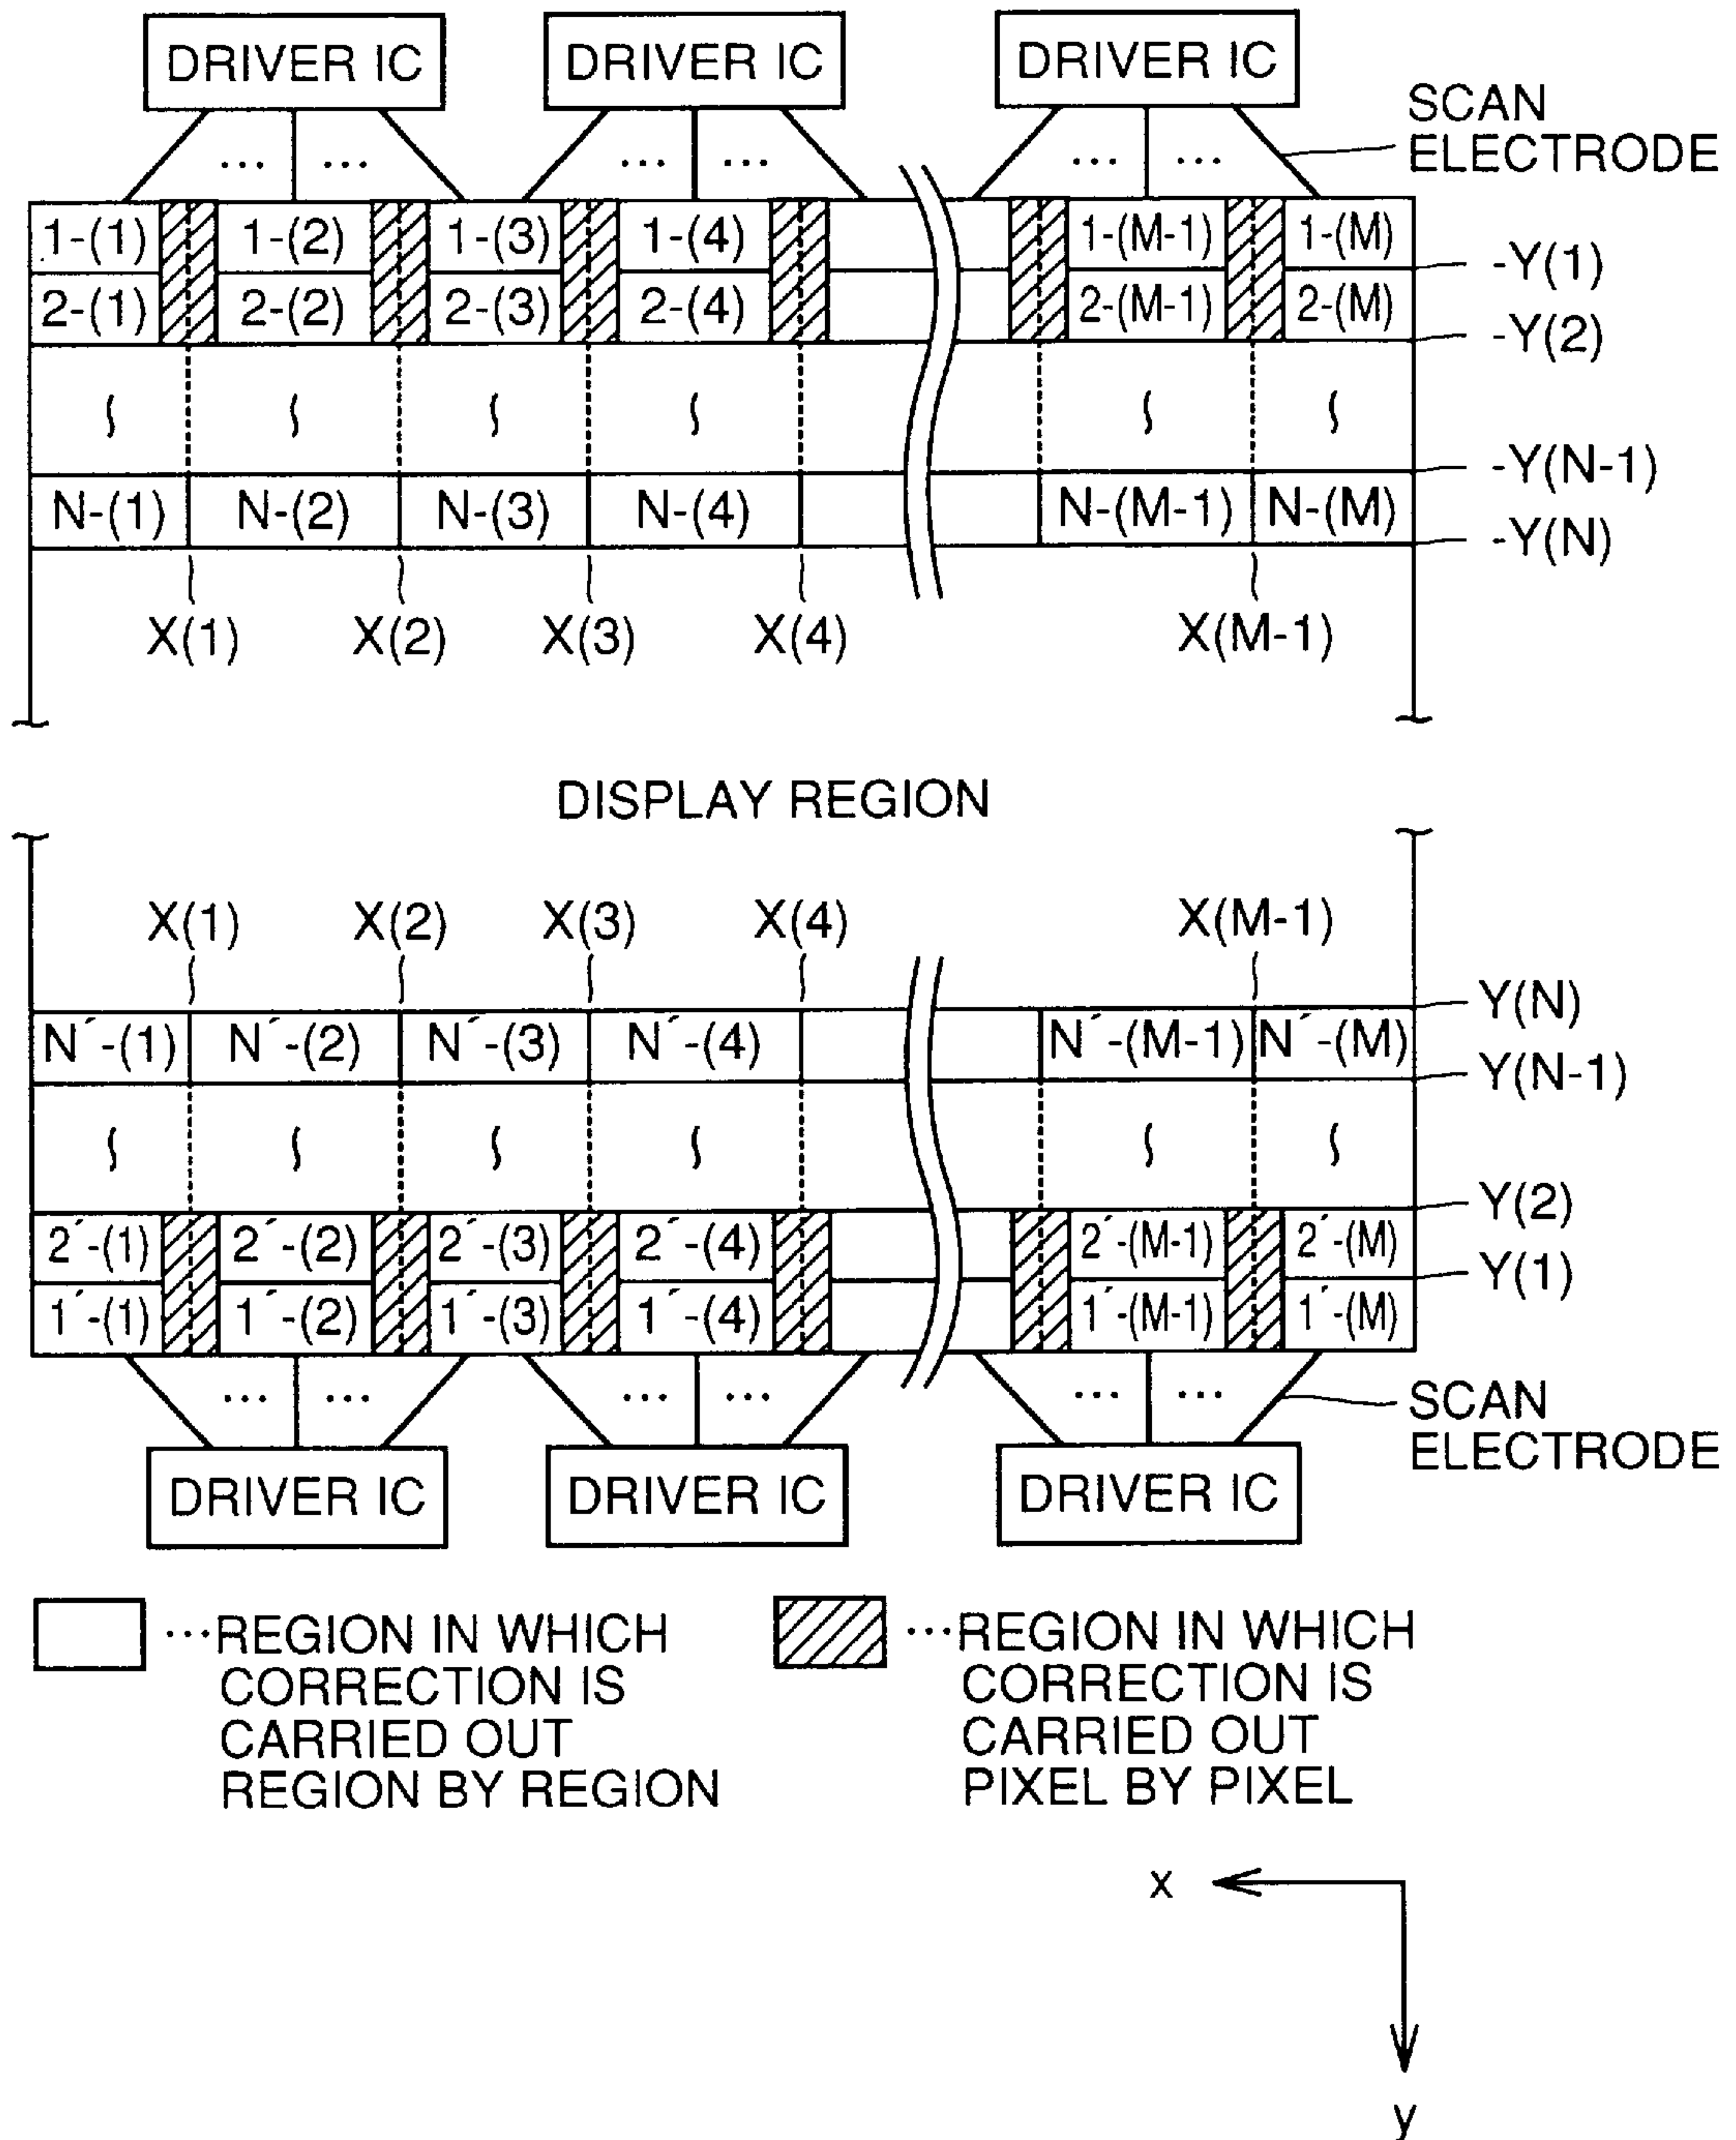 DRIVER IC DRIVER IC DRIVER IC
SCAN
ELECTRODE
... ... ... ... ... ...
1-(1) 1-(2) 1-(3) 1-(4) 1-(M-1) 1-(M)
-Y(1)
2-(1) 2-(2) 2-(3) 2-(4) 2-(M-1) 2-(M)
-Y(2)
-Y(N-1)
N-(1) N-(2) N-(3) N-(4) N-(M-1) N-(M)
-Y(N)
X(1) X(2) X(3) X(4) X(M-1)
DISPLAY REGION
X(1) X(2) X(3) X(4) X(M-1)
Y(N)
N´-(1) N´-(2) N´-(3) N´-(4) N´-(M-1) N´-(M)
Y(N-1)
Y(2)
2´-(1) 2´-(2) 2´-(3) 2´-(4) 2´-(M-1) 2´-(M)
Y(1)
1´-(1) 1´-(2) 1´-(3) 1´-(4) 1´-(M-1) 1´-(M)
... ... ... ... ... ...
SCAN
ELECTRODE
DRIVER IC DRIVER IC DRIVER IC
...REGION IN WHICH
CORRECTION IS
CARRIED OUT
REGION BY REGION
...REGION IN WHICH
CORRECTION IS
CARRIED OUT
PIXEL BY PIXEL
x
y